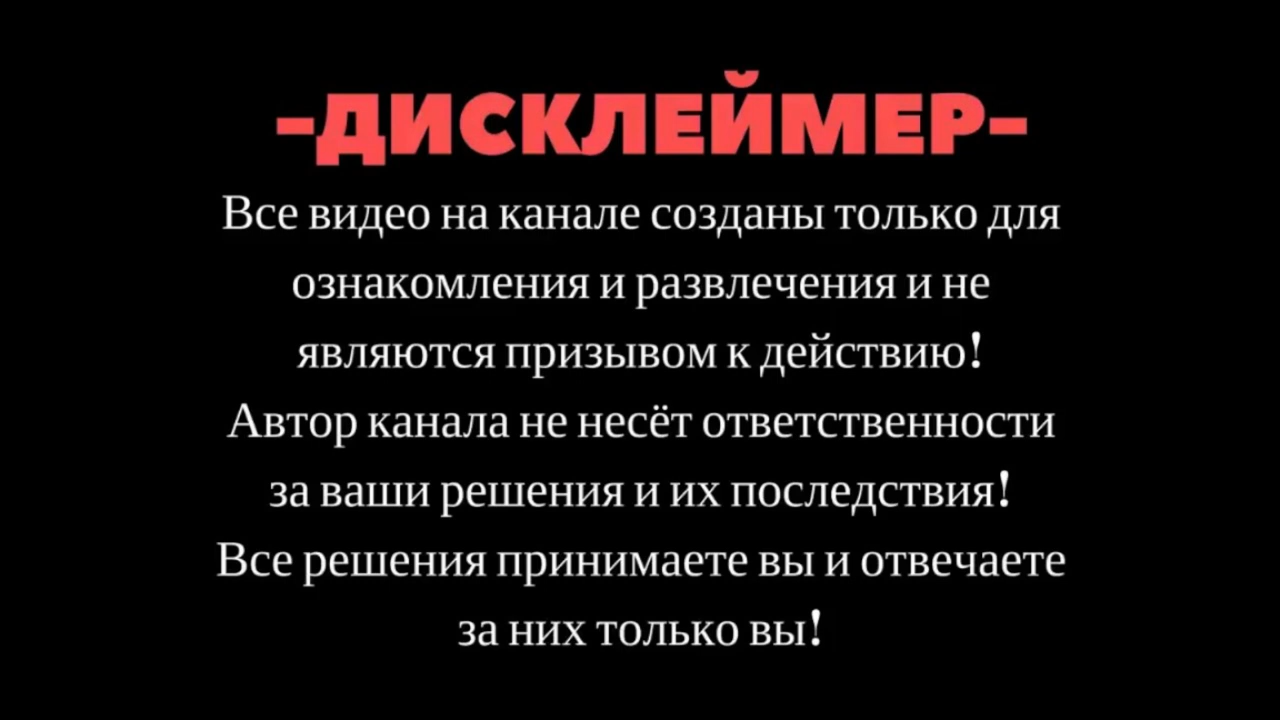 -ДИСКЛЕЙМЕР-
Все видео на канале созданы только для
ознакомления и развлечения и не
являются призывом к действию!
Автор канала не несёт ответственности
за ваши решения и их последствия!
Все решения принимаете вы и отвечаете
за них только вы!